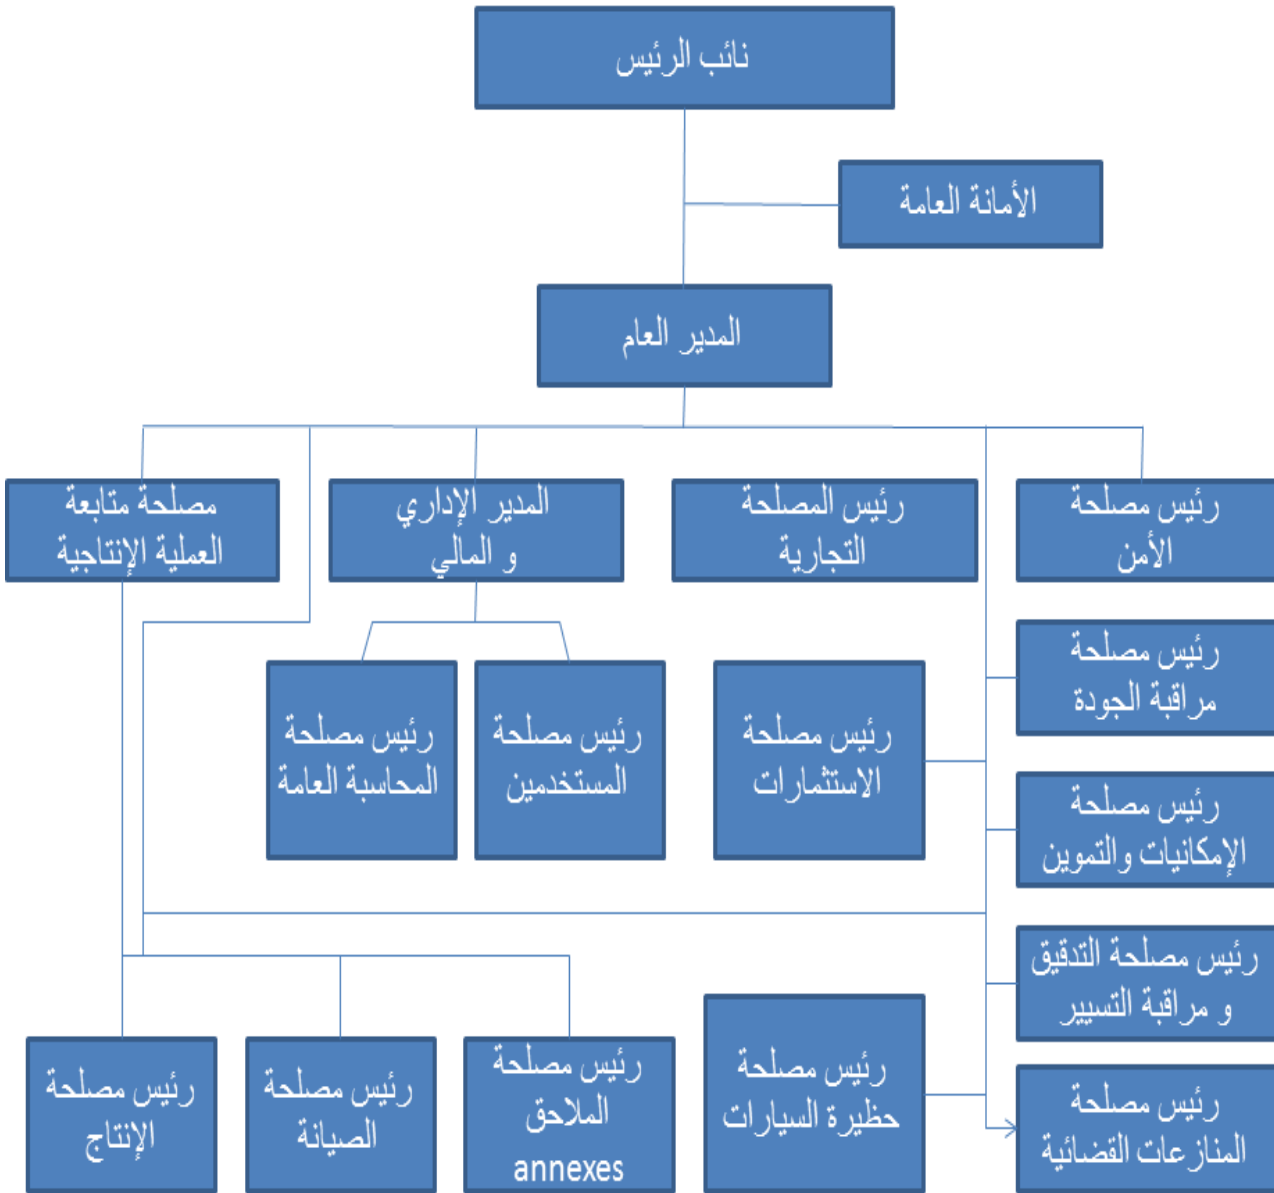 نائب الرئيس
الأمانة العامة
المدير العام
رئيس مصلحة
الأمن
رئيس المصلحة
التجارية
المدير الإداري
و المالي
مصلحة متابعة
العملية الإنتاجية
رئيس مصلحة
مراقبة الجودة
رئيس مصلحة
الاستثمارات
رئيس مصلحة
المستخدمين
رئيس مصلحة
المحاسبة العامة
رئيس مصلحة
الإمكانيات والتموين
رئيس مصلحة التدقيق
و مراقبة التسيير
رئيس مصلحة
المنازعات القضائية
رئيس مصلحة
حظيرة السيارات
رئيس مصلحة
الملاحق
annexes
رئيس مصلحة
الصيانة
رئيس مصلحة
الإنتاج